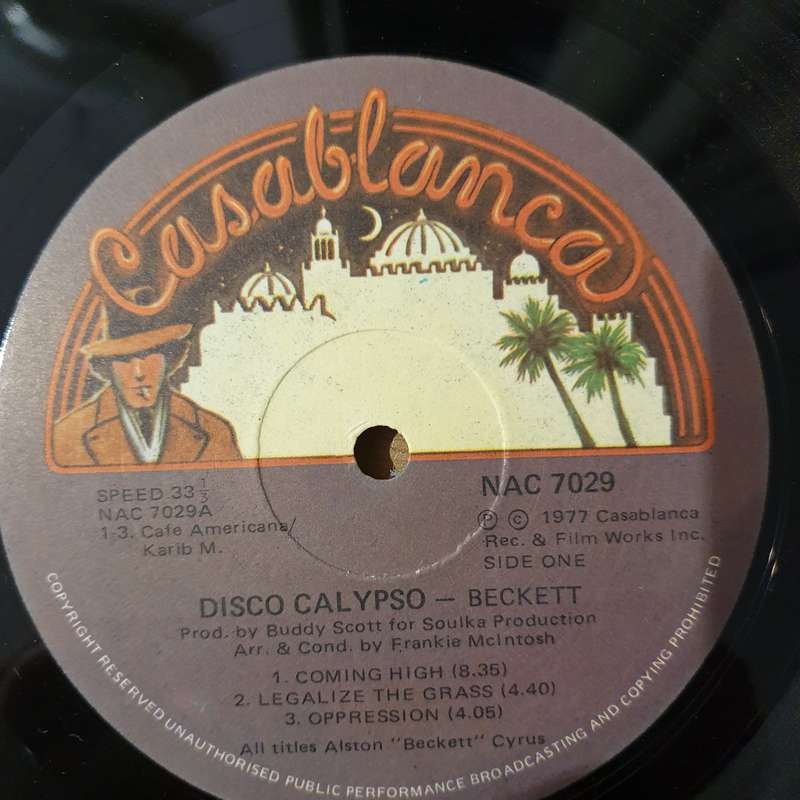 Casablanca
SPEED 33 1/3
NAC 7029A
1-3. Cafe Americana/
Karib M.
NAC 7029
Ⓟ © 1977 Casablanca
Rec. & Film Works Inc.
SIDE ONE
DISCO CALYPSO — BECKETT
Prod. by Buddy Scott for Soulka Production
Arr. & Cond. by Frankie McIntosh
1. COMING HIGH (8.35)
2. LEGALIZE THE GRASS (4.40)
3. OPPRESSION (4.05)
All titles Alston "Beckett" Cyrus
COPYRIGHT RESERVED UNAUTHORISED PUBLIC PERFORMANCE BROADCASTING AND COPYING PROHIBITED